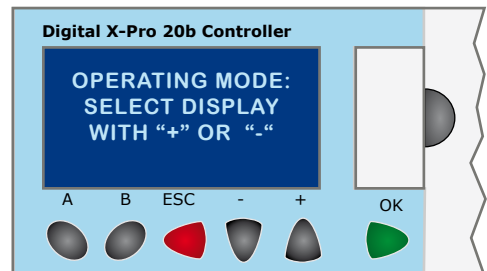 Digital X-Pro 20b Controller
OPERATING MODE:
SELECT DISPLAY
WITH “+” OR “-“
A B ESC - + OK